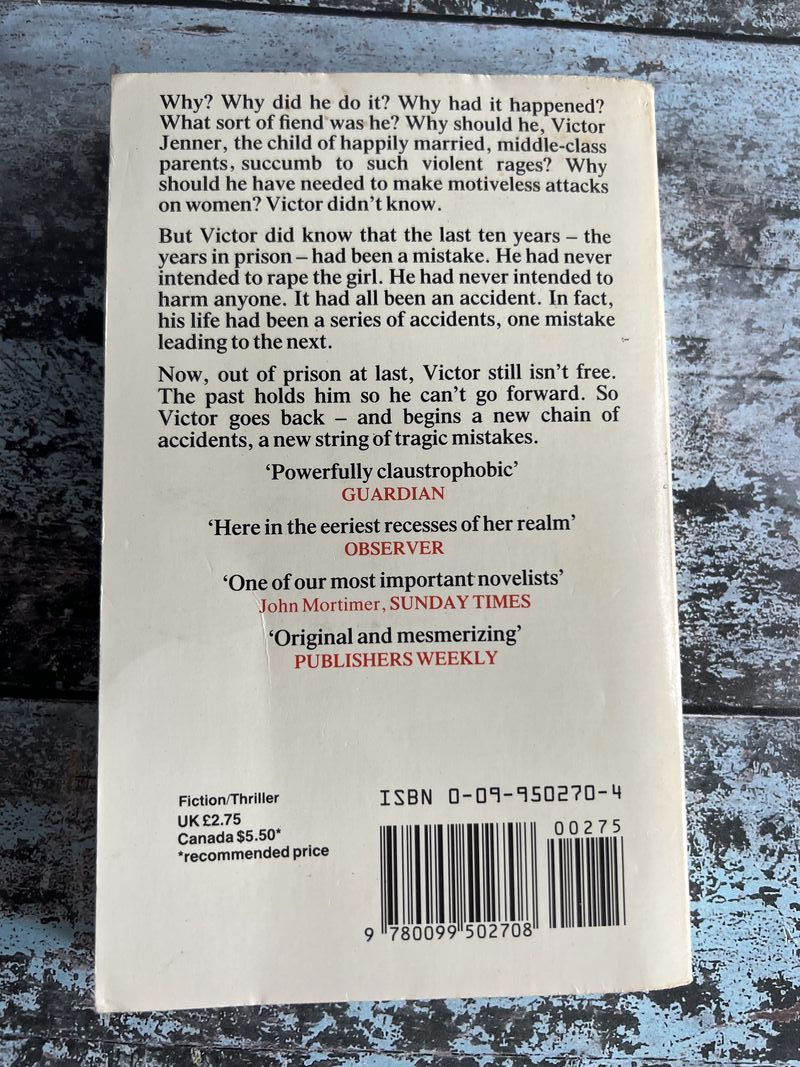 Why? Why did he do it? Why had it happened?
What sort of fiend was he? Why should he, Victor
Jenner, the child of happily married, middle-class
parents, succumb to such violent rages? Why
should he have needed to make motiveless attacks
on women? Victor didn't know.
But Victor did know that the last ten years – the
years in prison – had been a mistake. He had never
intended to rape the girl. He had never intended to
harm anyone. It had all been an accident. In fact,
his life had been a series of accidents, one mistake
leading to the next.
Now, out of prison at last, Victor still isn't free.
The past holds him so he can't go forward. So
Victor goes back – and begins a new chain of
accidents, a new string of tragic mistakes.
'Powerfully claustrophobic'
GUARDIAN
'Here in the eeriest recesses of her realm'
OBSERVER
'One of our most important novelists'
John Mortimer, SUNDAY TIMES
'Original and mesmerizing'
PUBLISHERS WEEKLY
Fiction/Thriller
UK £2.75
Canada $5.50*
*recommended price
ISBN 0-09-950270-4
00275
9 780099 502708